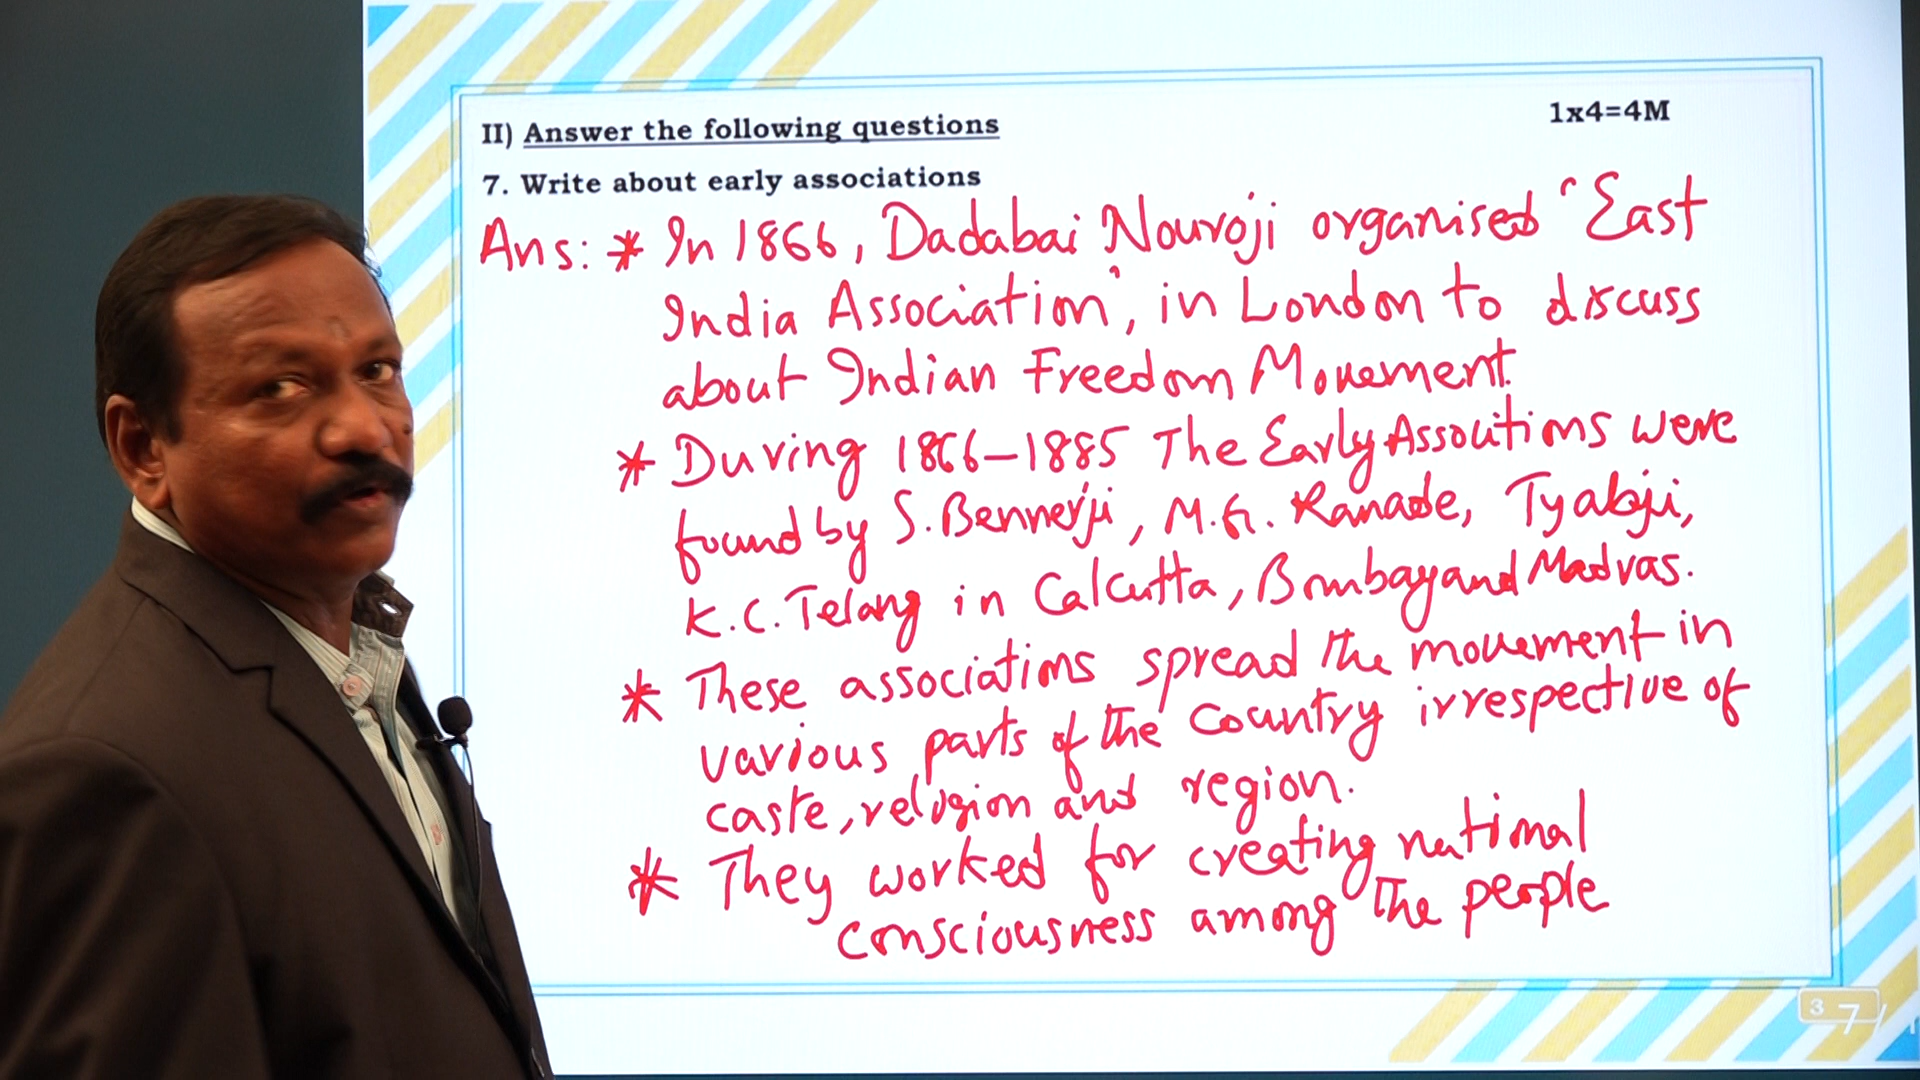 II) Answer the following questions 1x4=4M
7. Write about early associations
Ans: * In 1866, Dadabai Nouroji organised 'East
India Association', in London to discuss
about Indian Freedom Movement.
* During 1866-1885 The Early Assoutions were
found by S. Bennerji, M.G. Ranade, Tyabji,
K.C. Telang in Calcutta, Bombay and Madras.
* These associations spread the movement in
various parts of the country irrespective of
caste, religion and region.
* They worked for creating national
consciousness among the people
3 7/1